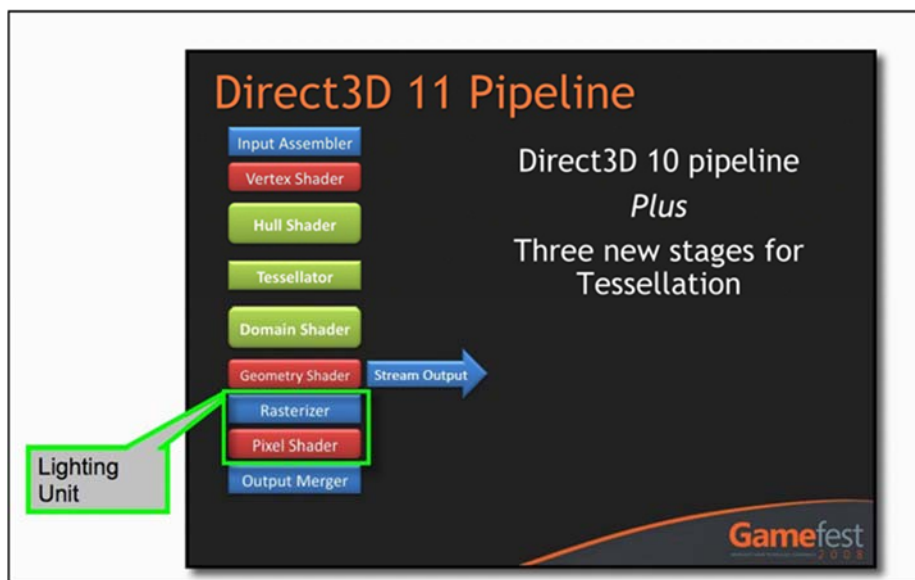 Direct3D 11 Pipeline
Input Assembler
Vertex Shader
Hull Shader
Tessellator
Domain Shader
Geometry Shader
Stream Output
Rasterizer
Pixel Shader
Output Merger
Direct3D 10 pipeline
Plus
Three new stages for
Tessellation
Lighting
Unit
Gamefest
2008